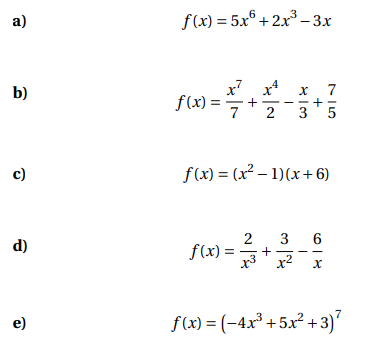 a) f(x) = 5x⁶ + 2x³ − 3x
b) f(x) = x⁷/7 + x⁴/2 − x/3 + 7/5
c) f(x) = (x² − 1)(x + 6)
d) f(x) = 2/x³ + 3/x² − 6/x
e) f(x) = (−4x³ + 5x² + 3)⁷